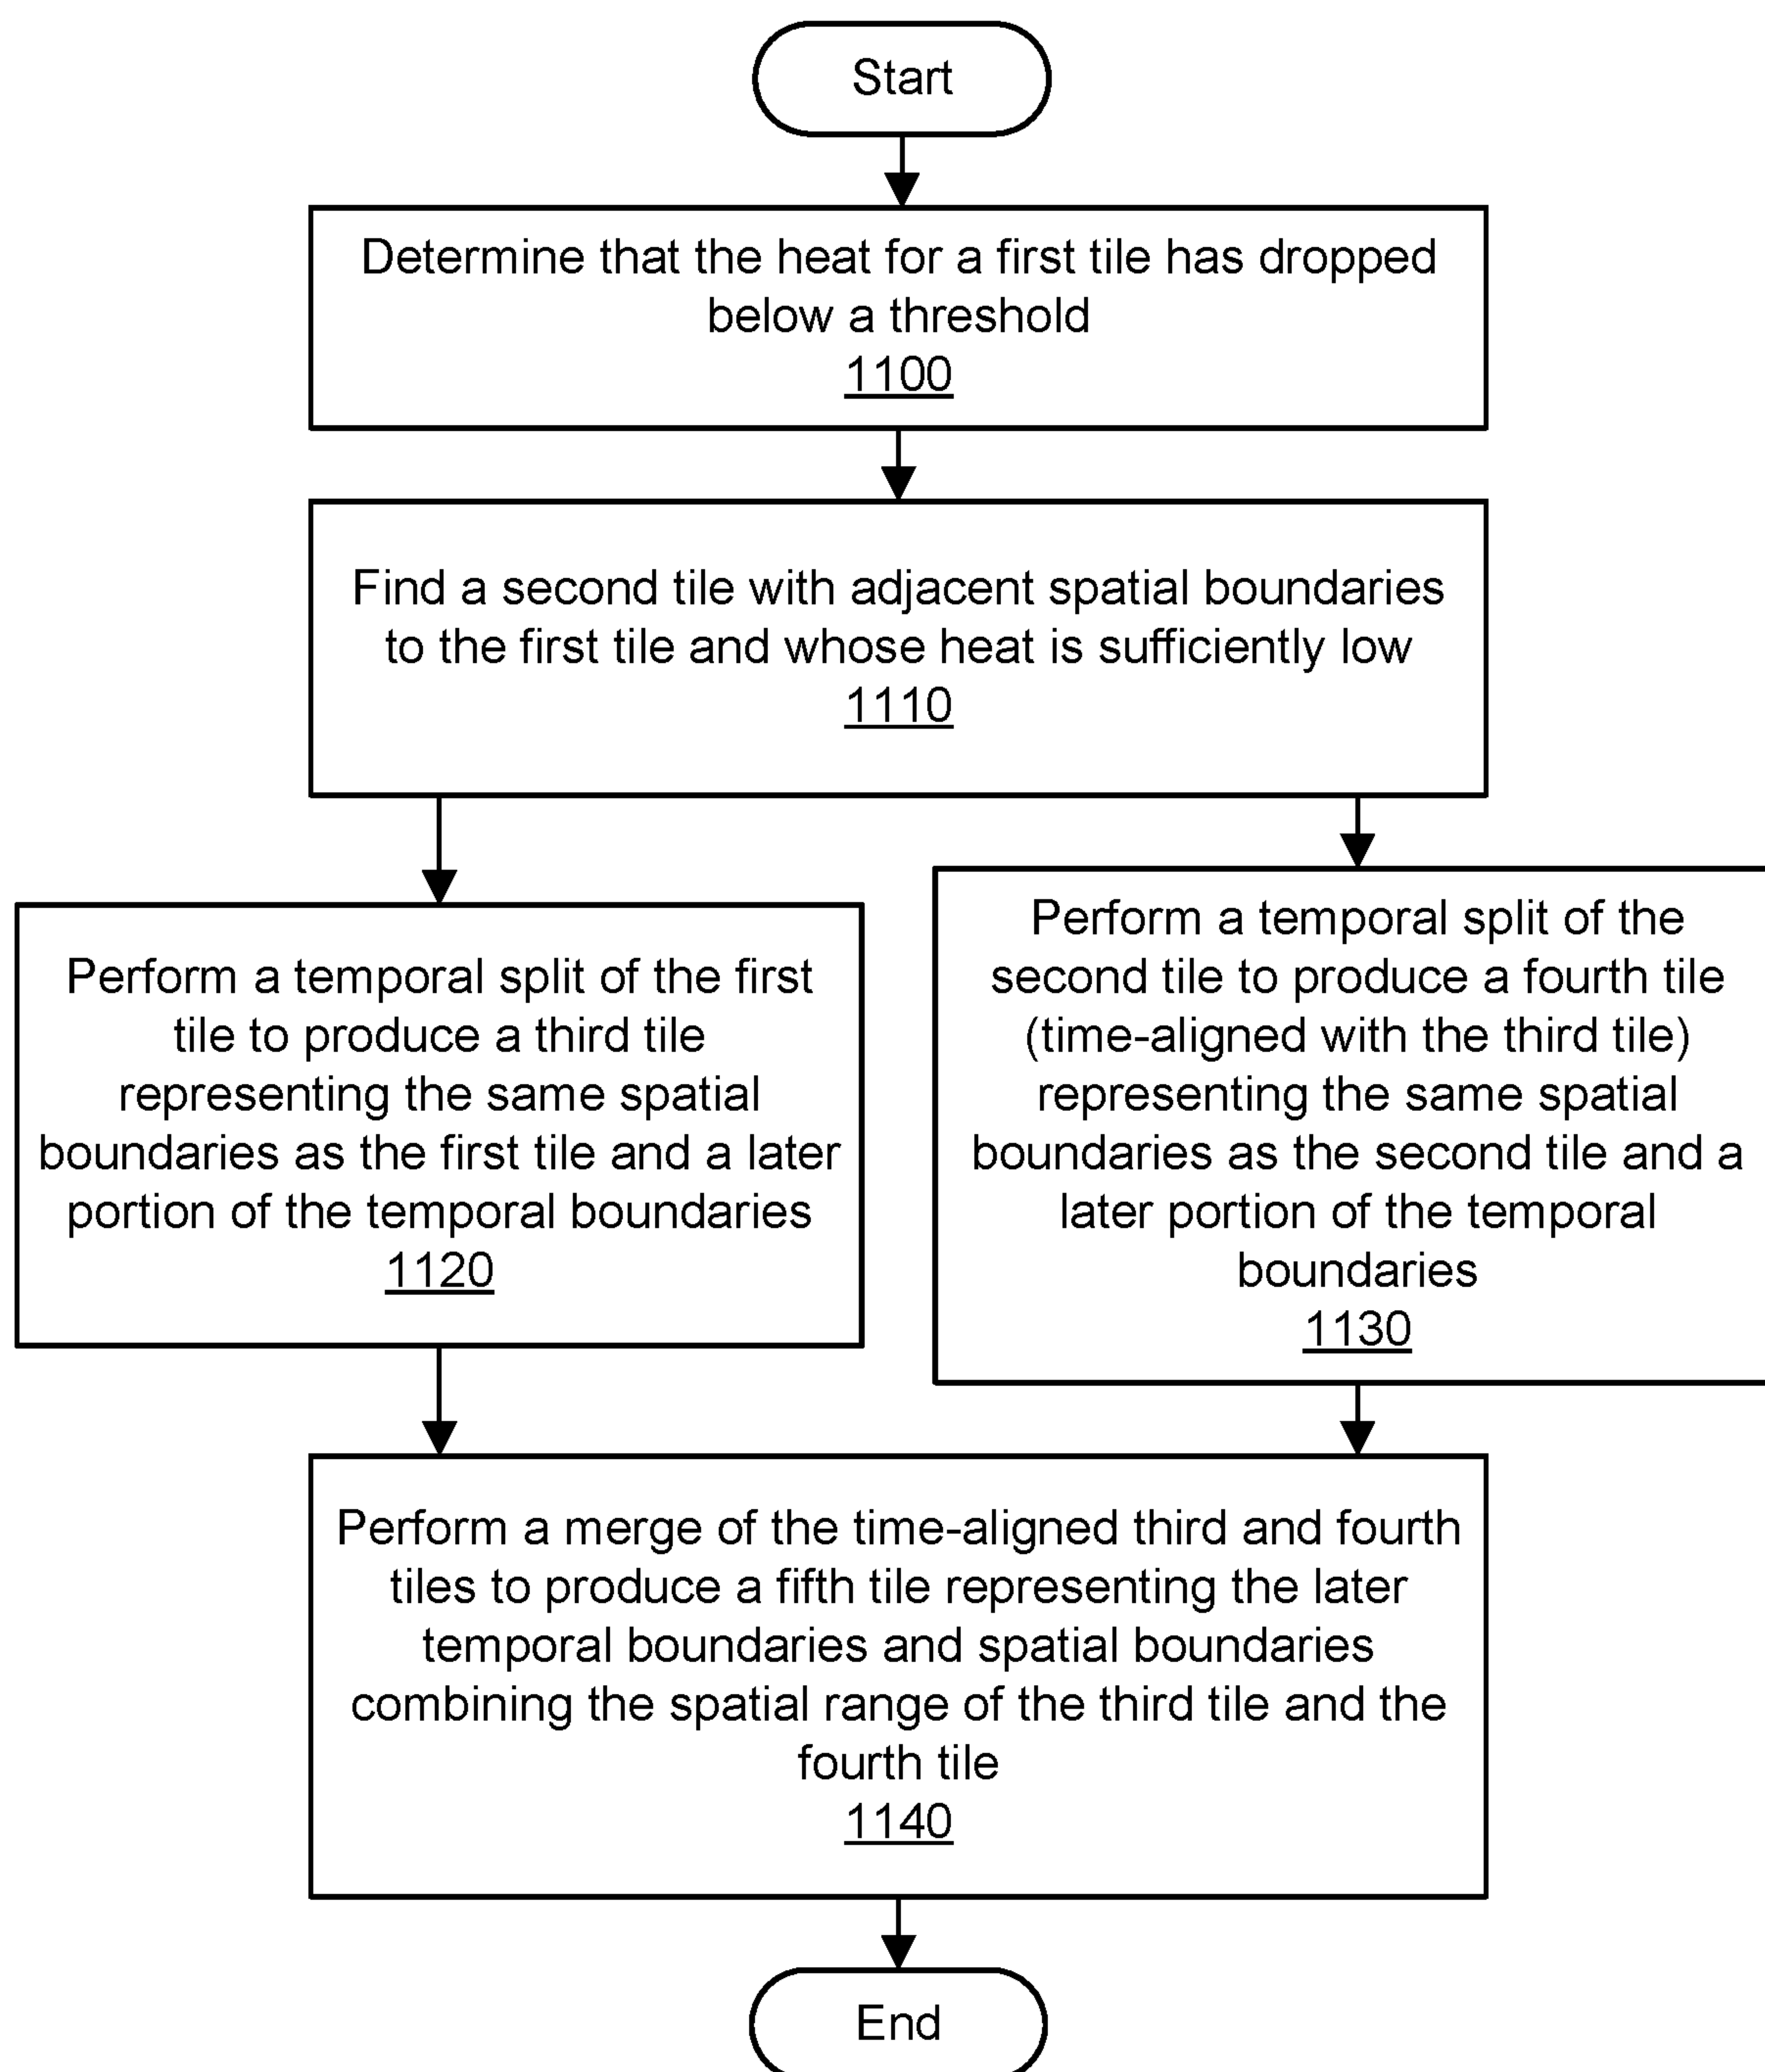 Start
Determine that the heat for a first tile has dropped
below a threshold
1100
Find a second tile with adjacent spatial boundaries
to the first tile and whose heat is sufficiently low
1110
Perform a temporal split of the first
tile to produce a third tile
representing the same spatial
boundaries as the first tile and a later
portion of the temporal boundaries
1120
Perform a temporal split of the
second tile to produce a fourth tile
(time-aligned with the third tile)
representing the same spatial
boundaries as the second tile and a
later portion of the temporal
boundaries
1130
Perform a merge of the time-aligned third and fourth
tiles to produce a fifth tile representing the later
temporal boundaries and spatial boundaries
combining the spatial range of the third tile and the
fourth tile
1140
End